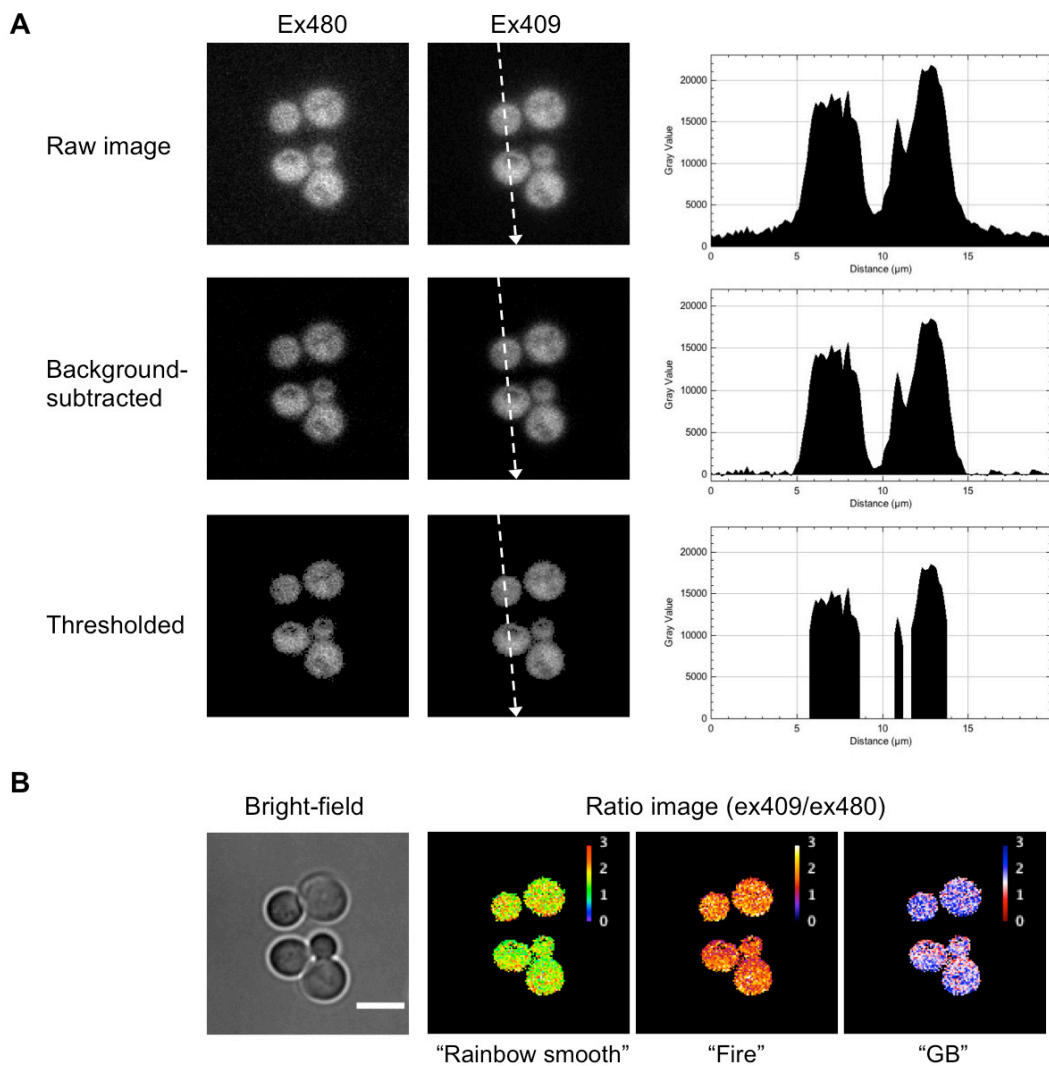 A
Ex480
Ex409
Raw image
Gray Value
20000
15000
10000
5000
0
0
5
10
15
Distance (µm)
Background-
subtracted
Gray Value
20000
15000
10000
5000
0
0
5
10
15
Distance (µm)
Thresholded
Gray Value
20000
15000
10000
5000
0
0
5
10
15
Distance (µm)
B
Bright-field
Ratio image (ex409/ex480)
3
2
1
0
3
2
1
0
3
2
1
0
“Rainbow smooth”
“Fire”
“GB”